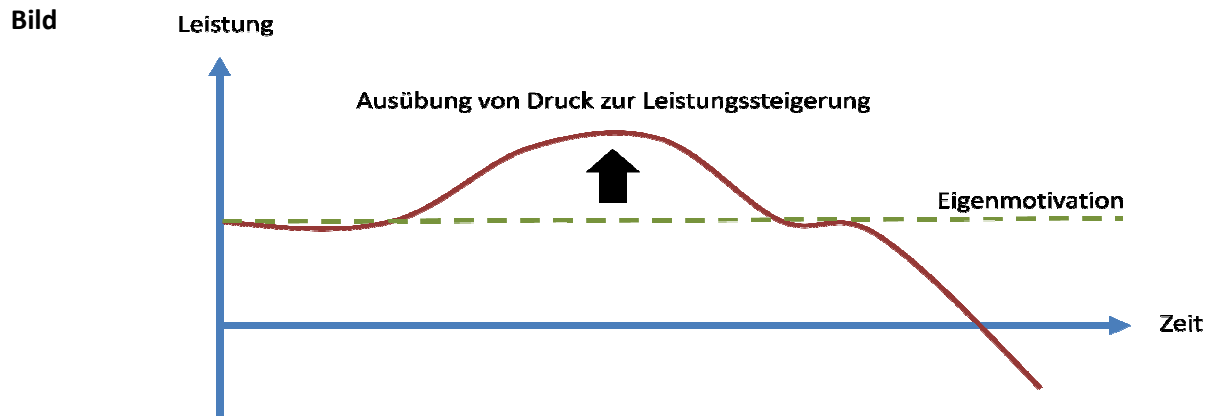 Bild
Leistung
Ausübung von Druck zur Leistungssteigerung
Eigenmotivation
Zeit